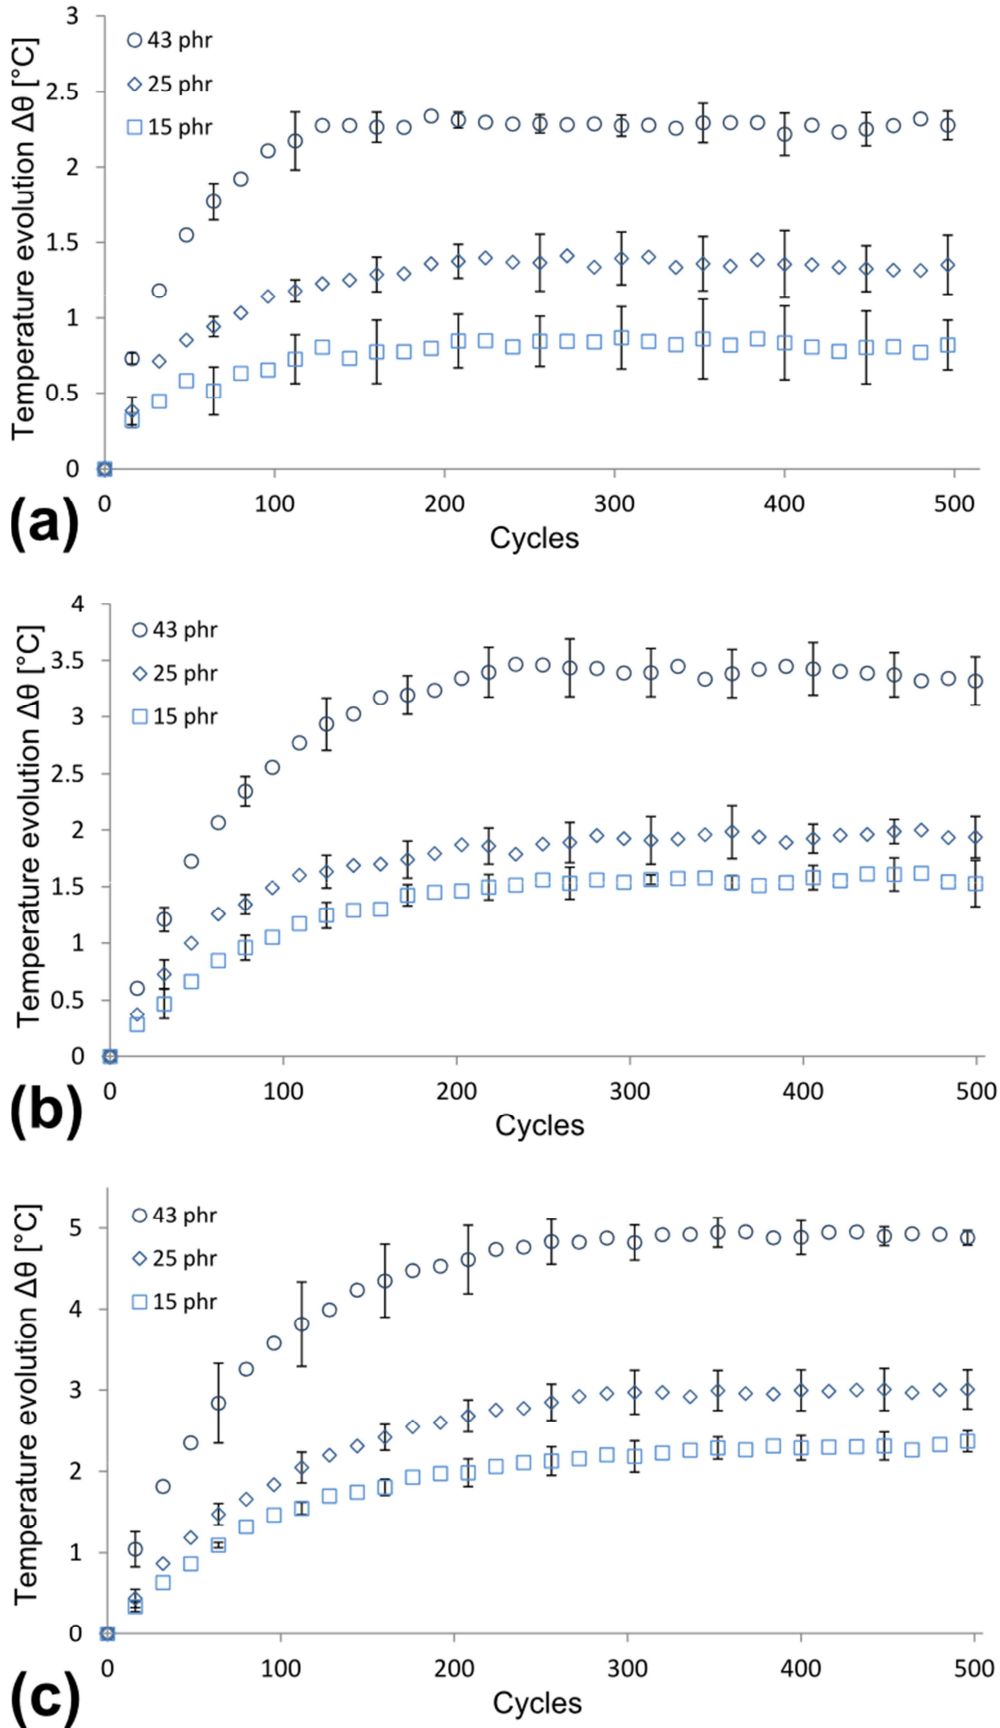 3
43 phr
25 phr
2.5
15 phr
2
1.5
1
0.5
0
Temperature evolution Δθ [°C]
0 100 200 300 400 500
(a)
Cycles
4
43 phr
3.5
25 phr
3
15 phr
2.5
2
1.5
1
0.5
0
Temperature evolution Δθ [°C]
0 100 200 300 400 500
(b)
Cycles
43 phr
5
25 phr
15 phr
4
3
2
1
0
Temperature evolution Δθ [°C]
0 100 200 300 400 500
(c)
Cycles